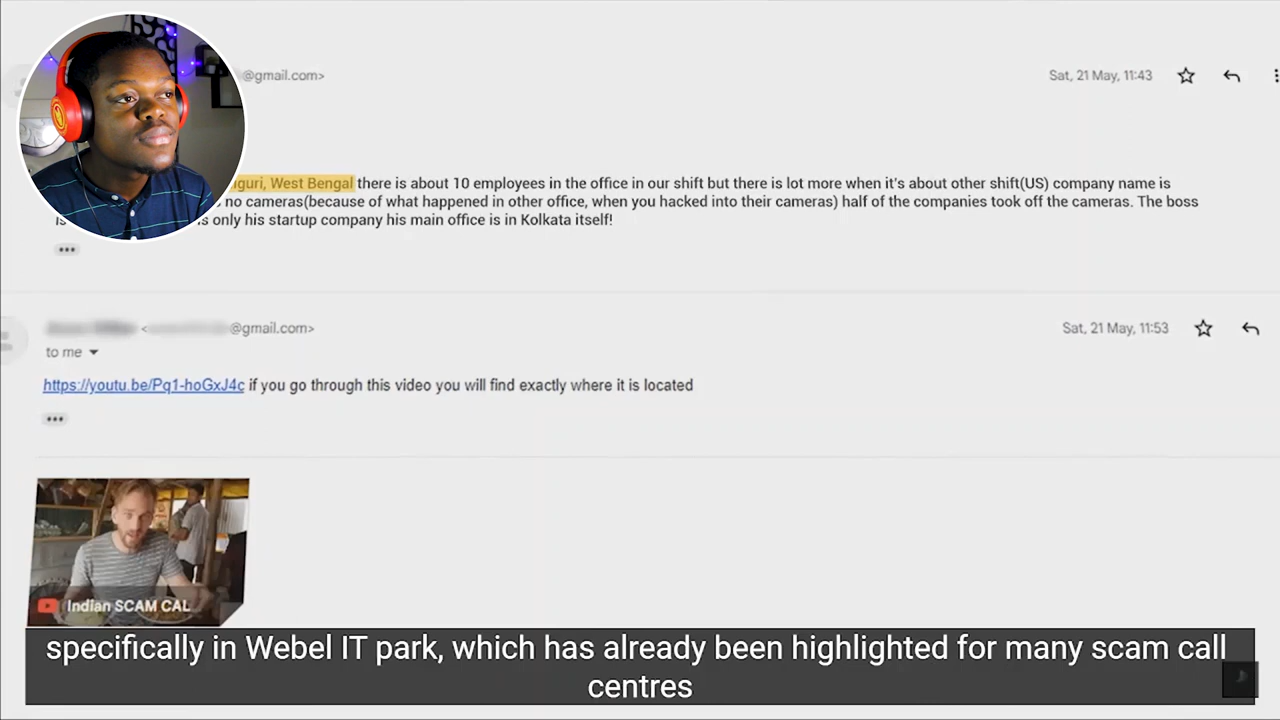 @gmail.com>
Sat, 21 May, 11:43
iguri, West Bengal there is about 10 employees in the office in our shift but there is lot more when it's about other shift(US) company name is
no cameras(because of what happened in other office, when you hacked into their cameras) half of the companies took off the cameras. The boss
is only his startup company his main office is in Kolkata itself!
@gmail.com>
Sat, 21 May, 11:53
to me
https://youtu.be/Pq1-hoGxJ4c if you go through this video you will find exactly where it is located
Indian SCAM CAL
specifically in Webel IT park, which has already been highlighted for many scam call
centres